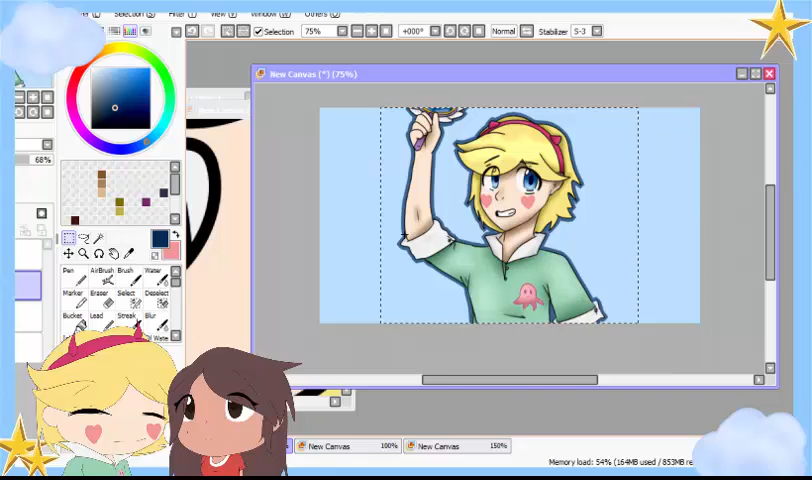 Selection (S)
Filter (T)
View (V)
Window (W)
Others (O)
Selection 75% +000° Normal Stabilizer S-3
New Canvas (*) (75%)
68%
Pen AirBrush Brush Water
Marker Eraser Select Deselect
Bucket Lead Streak Blur
New Canvas 100% New Canvas 150%
Memory load: 54% (164MB used / 853MB re